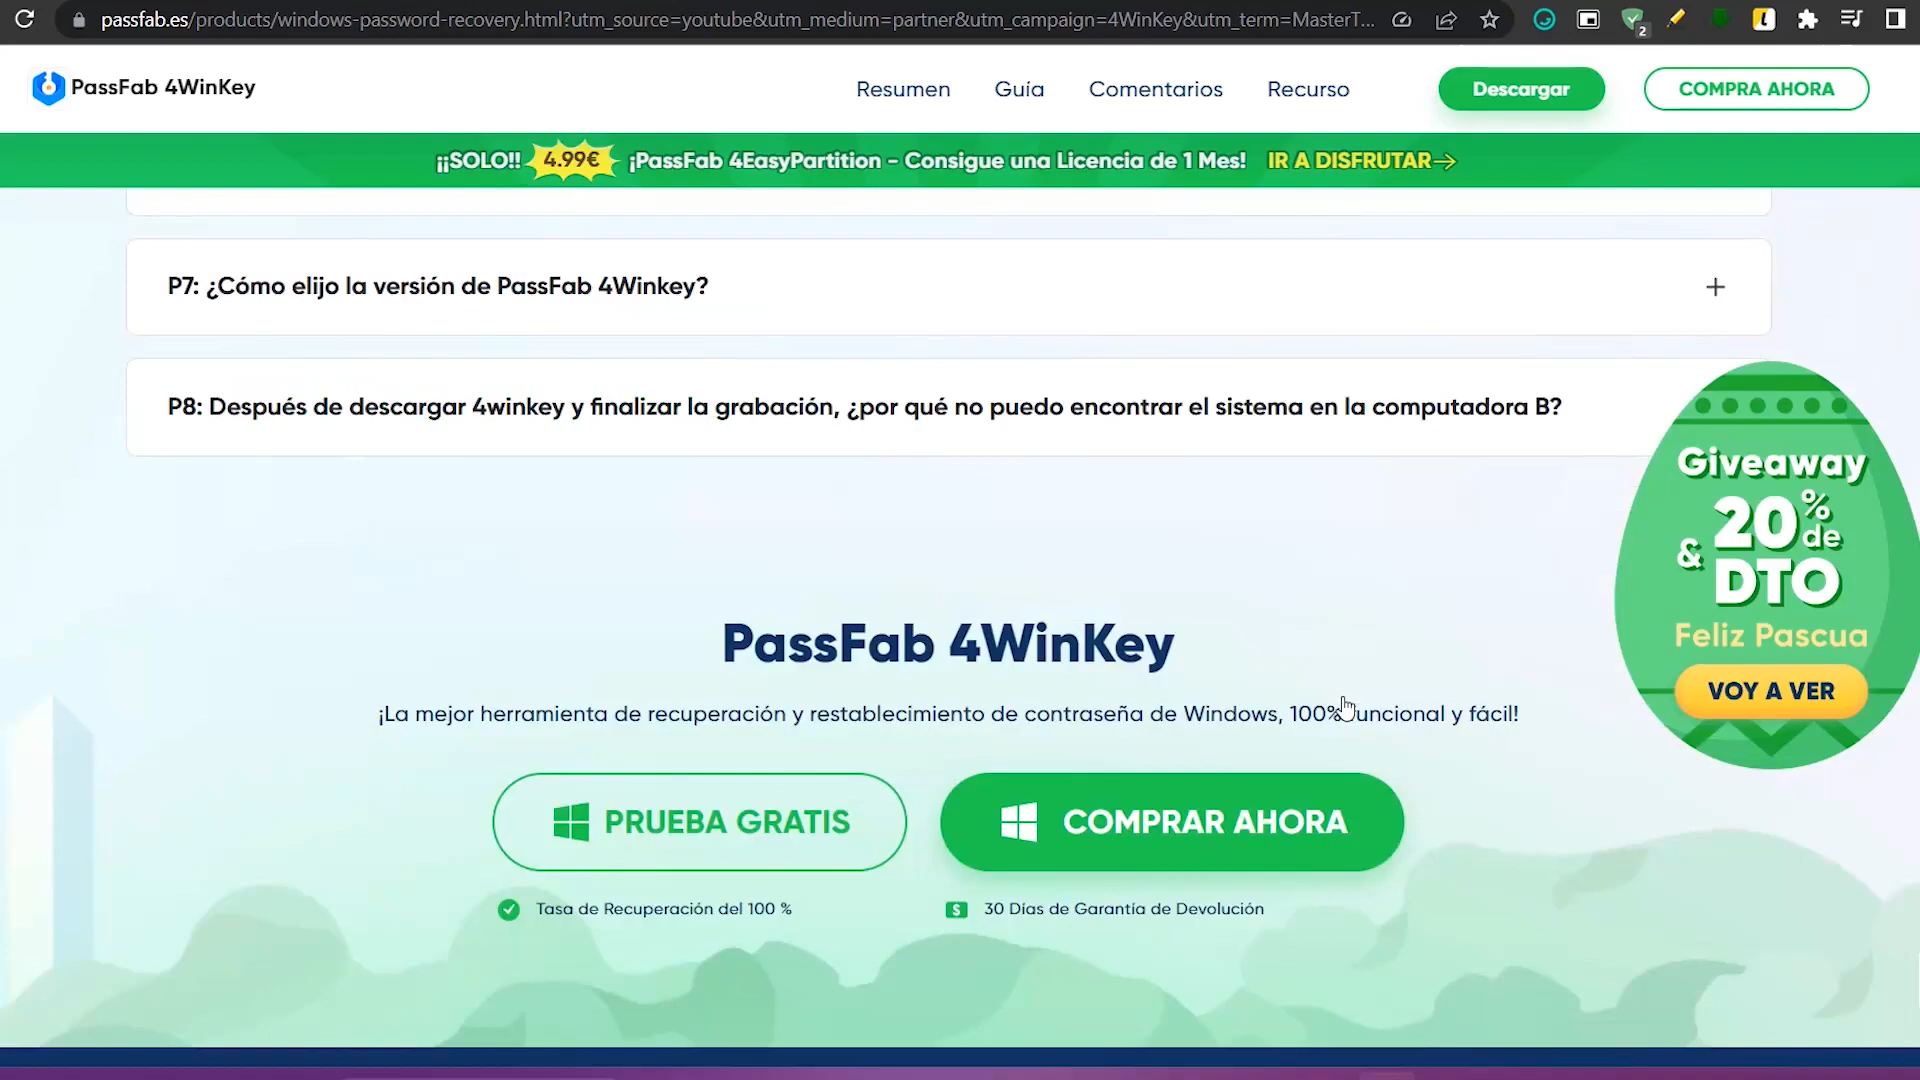 passfab.es/products/windows-password-recovery.html?utm_source=youtube&utm_medium=partner&utm_campaign=4WinKey&utm_term=MasterT...
2
PassFab 4WinKey
Resumen
Guía
Comentarios
Recurso
Descargar
COMPRA AHORA
¡¡SOLO!! 4.99€ ¡PassFab 4EasyPartition - Consigue una Licencia de 1 Mes! IR A DISFRUTAR
P7: ¿Cómo elijo la versión de PassFab 4Winkey?
P8: Después de descargar 4winkey y finalizar la grabación, ¿por qué no puedo encontrar el sistema en la computadora B?
Giveaway
& 20% de
DTO
Feliz Pascua
VOY A VER
PassFab 4WinKey
¡La mejor herramienta de recuperación y restablecimiento de contraseña de Windows, 100% funcional y fácil!
PRUEBA GRATIS
COMPRAR AHORA
Tasa de Recuperación del 100 %
30 Días de Garantía de Devolución